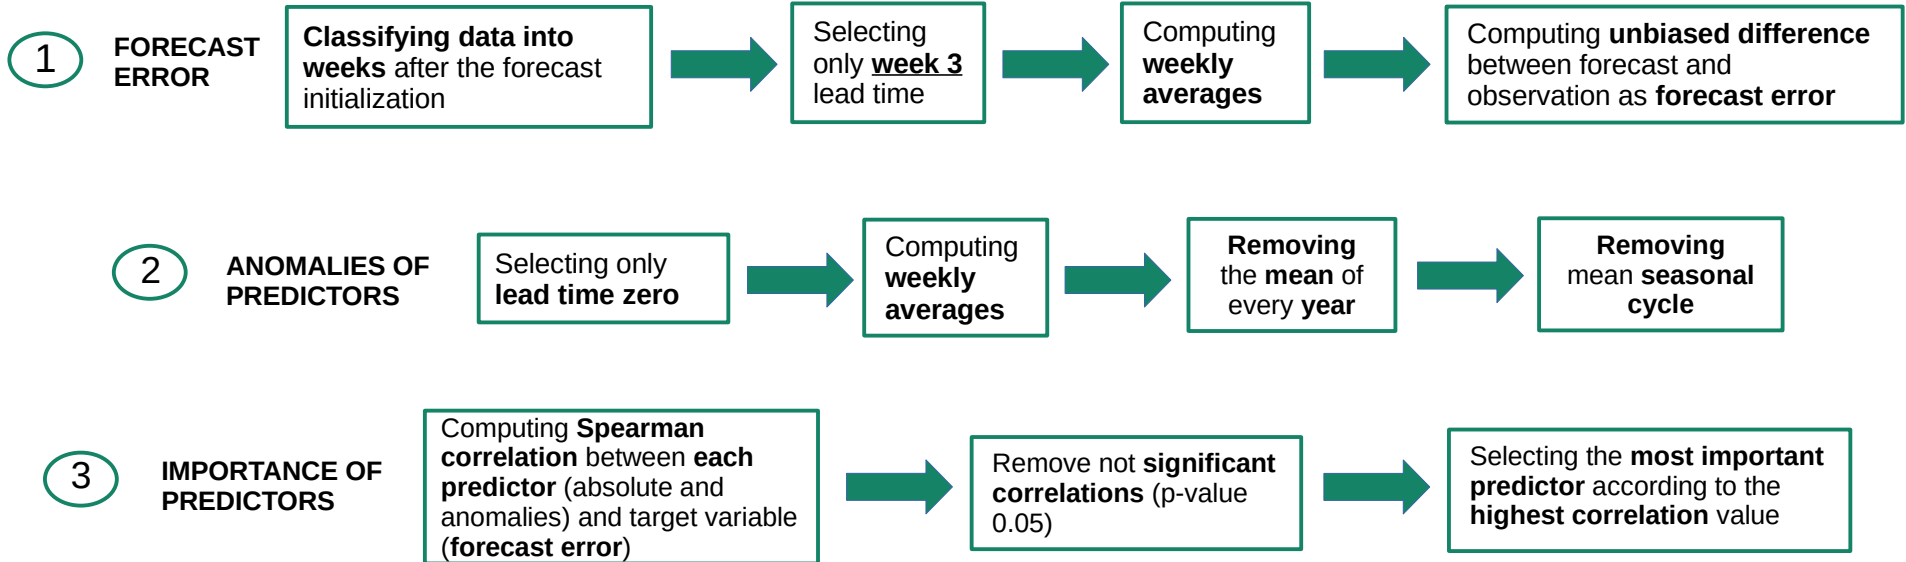 1
FORECAST
ERROR
Classifying data into
weeks after the forecast
initialization
Selecting
only week 3
lead time
Computing
weekly
averages
Computing unbiased difference
between forecast and
observation as forecast error
2
ANOMALIES OF
PREDICTORS
Selecting only
lead time zero
Computing
weekly
averages
Removing
the mean of
every year
Removing
mean seasonal
cycle
3
IMPORTANCE OF
PREDICTORS
Computing Spearman
correlation between each
predictor (absolute and
anomalies) and target variable
(forecast error)
Remove not significant
correlations (p-value
0.05)
Selecting the most important
predictor according to the
highest correlation value